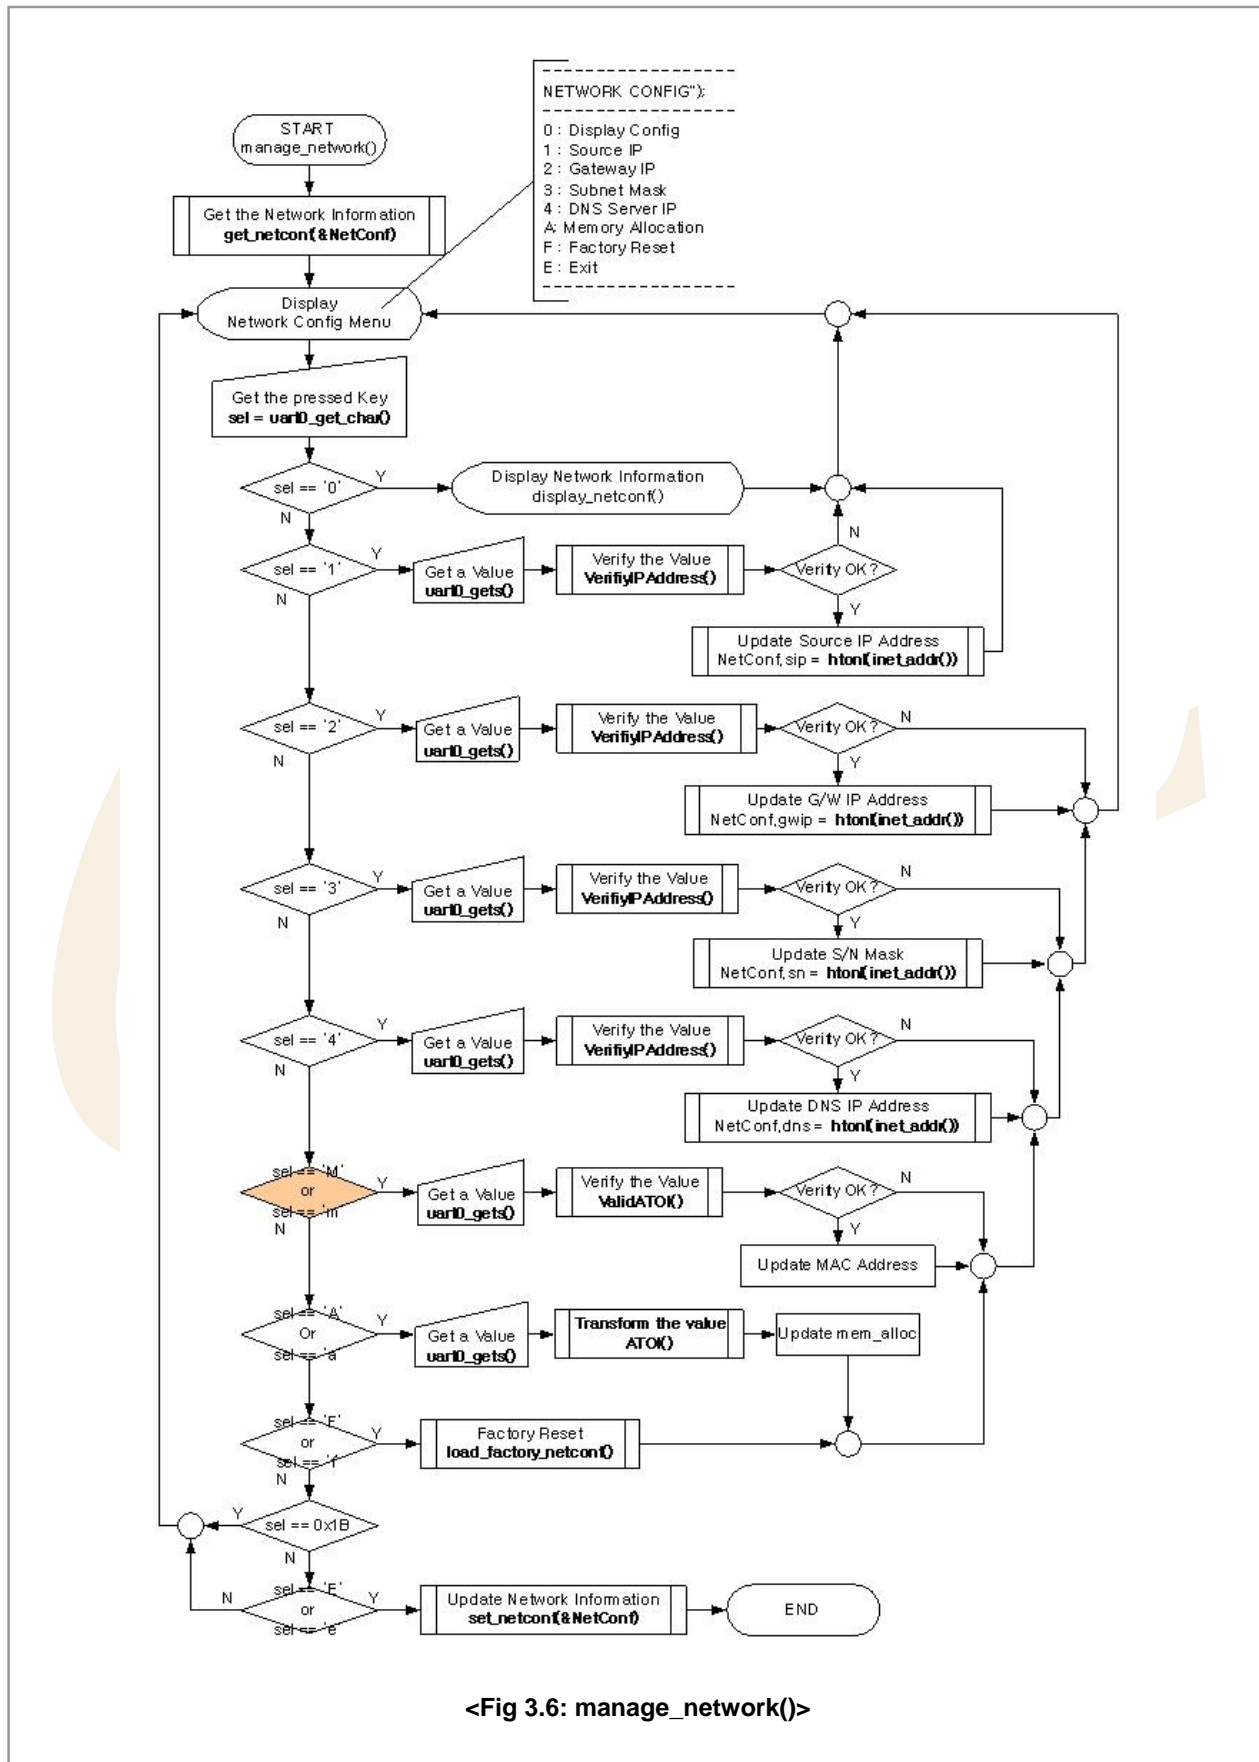 NETWORK CONFIG");
0 : Display Config
1 : Source IP
2 : Gateway IP
3 : Subnet Mask
4 : DNS Server IP
A: Memory Allocation
F : Factory Reset
E : Exit
START
manage_network()
Get the Network Information
get_netconf(&NetConf)
Display
Network Config Menu
Get the pressed Key
sel = uart0_get_char()
sel == '0'
Y
N
Display Network Information
display_netconf()
sel == '1'
Y
N
Get a Value
uart0_gets()
Verify the Value
VerifiyIPAddress()
Verity OK?
N
Y
Update Source IP Address
NetConf,sip = htonl(inet_addr())
sel == '2'
Y
N
Get a Value
uart0_gets()
Verify the Value
VerifiyIPAddress()
Verity OK?
N
Y
Update G/W IP Address
NetConf,gwip = htonl(inet_addr())
sel == '3'
Y
N
Get a Value
uart0_gets()
Verify the Value
VerifiyIPAddress()
Verity OK?
N
Y
Update S/N Mask
NetConf,sn = htonl(inet_addr())
sel == '4'
Y
N
Get a Value
uart0_gets()
Verify the Value
VerifiyIPAddress()
Verity OK?
N
Y
Update DNS IP Address
NetConf,dns = htonl(inet_addr())
sel == 'M'
or
sel == 'm
Y
N
Get a Value
uart0_gets()
Verify the Value
ValidATOI()
Verity OK?
N
Y
Update MAC Address
sel == 'A'
Or
sel == 'a
Y
Get a Value
uart0_gets()
Transform the value
ATOI()
Update mem_alloc
sel == 'F'
or
sel == 'f
Y
N
Factory Reset
load_factory_netconf()
sel == 0x1B
Y
N
sel == 'E'
or
sel == 'e
N
Y
Update Network Information
set_netconf(&NetConf)
END
<Fig 3.6: manage_network()>